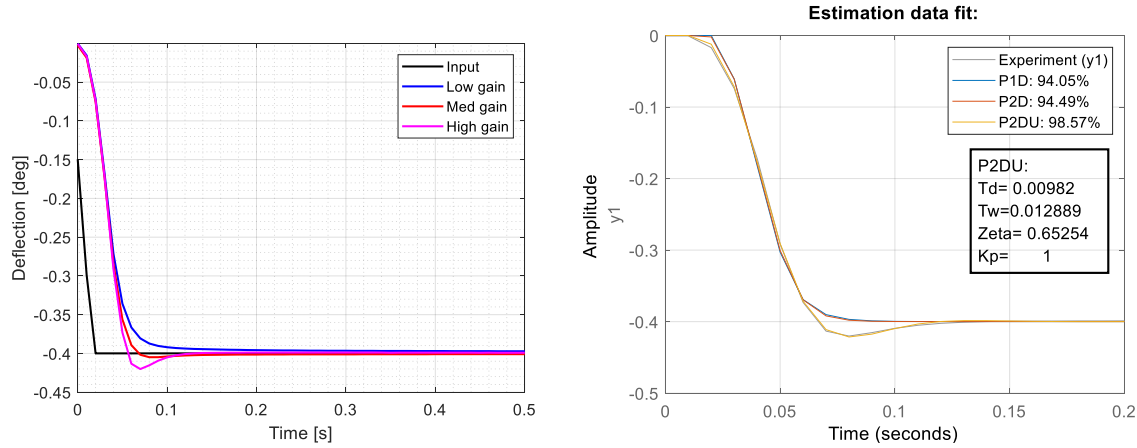 Deflection [deg]
-0.05
-0.1
-0.15
-0.2
-0.25
-0.3
-0.35
-0.4
-0.45
0
0.1
0.2
0.3
0.4
0.5
Time [s]
Input
Low gain
Med gain
High gain
Estimation data fit:
Amplitude
y1
0
-0.1
-0.2
-0.3
-0.4
-0.5
0
0.05
0.1
0.15
0.2
Time (seconds)
Experiment (y1)
P1D: 94.05%
P2D: 94.49%
P2DU: 98.57%
P2DU:
Td= 0.00982
Tw=0.012889
Zeta= 0.65254
Kp= 1